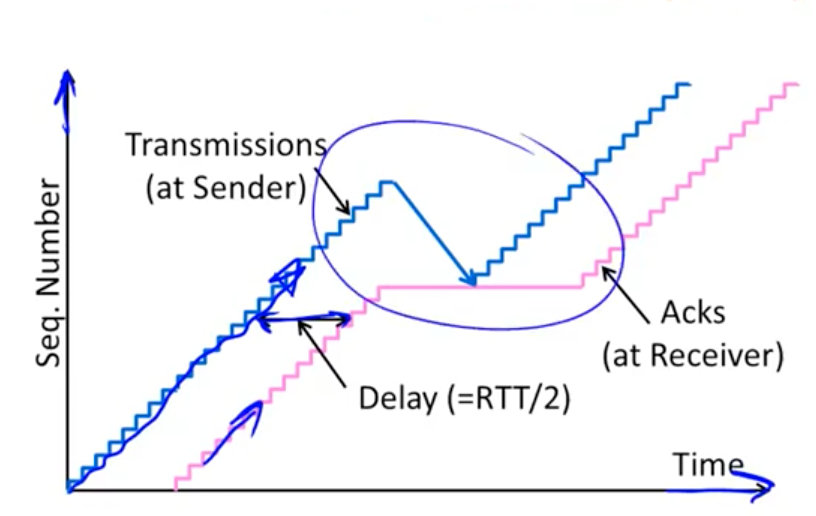 Transmissions
(at Sender)
Seq. Number
Acks
(at Receiver)
Delay (=RTT/2)
Time